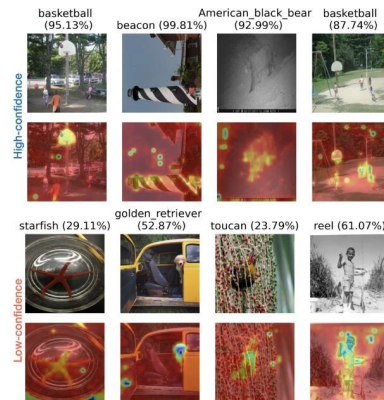 basketball
(95.13%)
beacon (99.81%)
American_black_bear
(92.99%)
basketball
(87.74%)
High-confidence
starfish (29.11%)
golden_retriever
(52.87%)
toucan (23.79%)
reel (61.07%)
Low-confidence